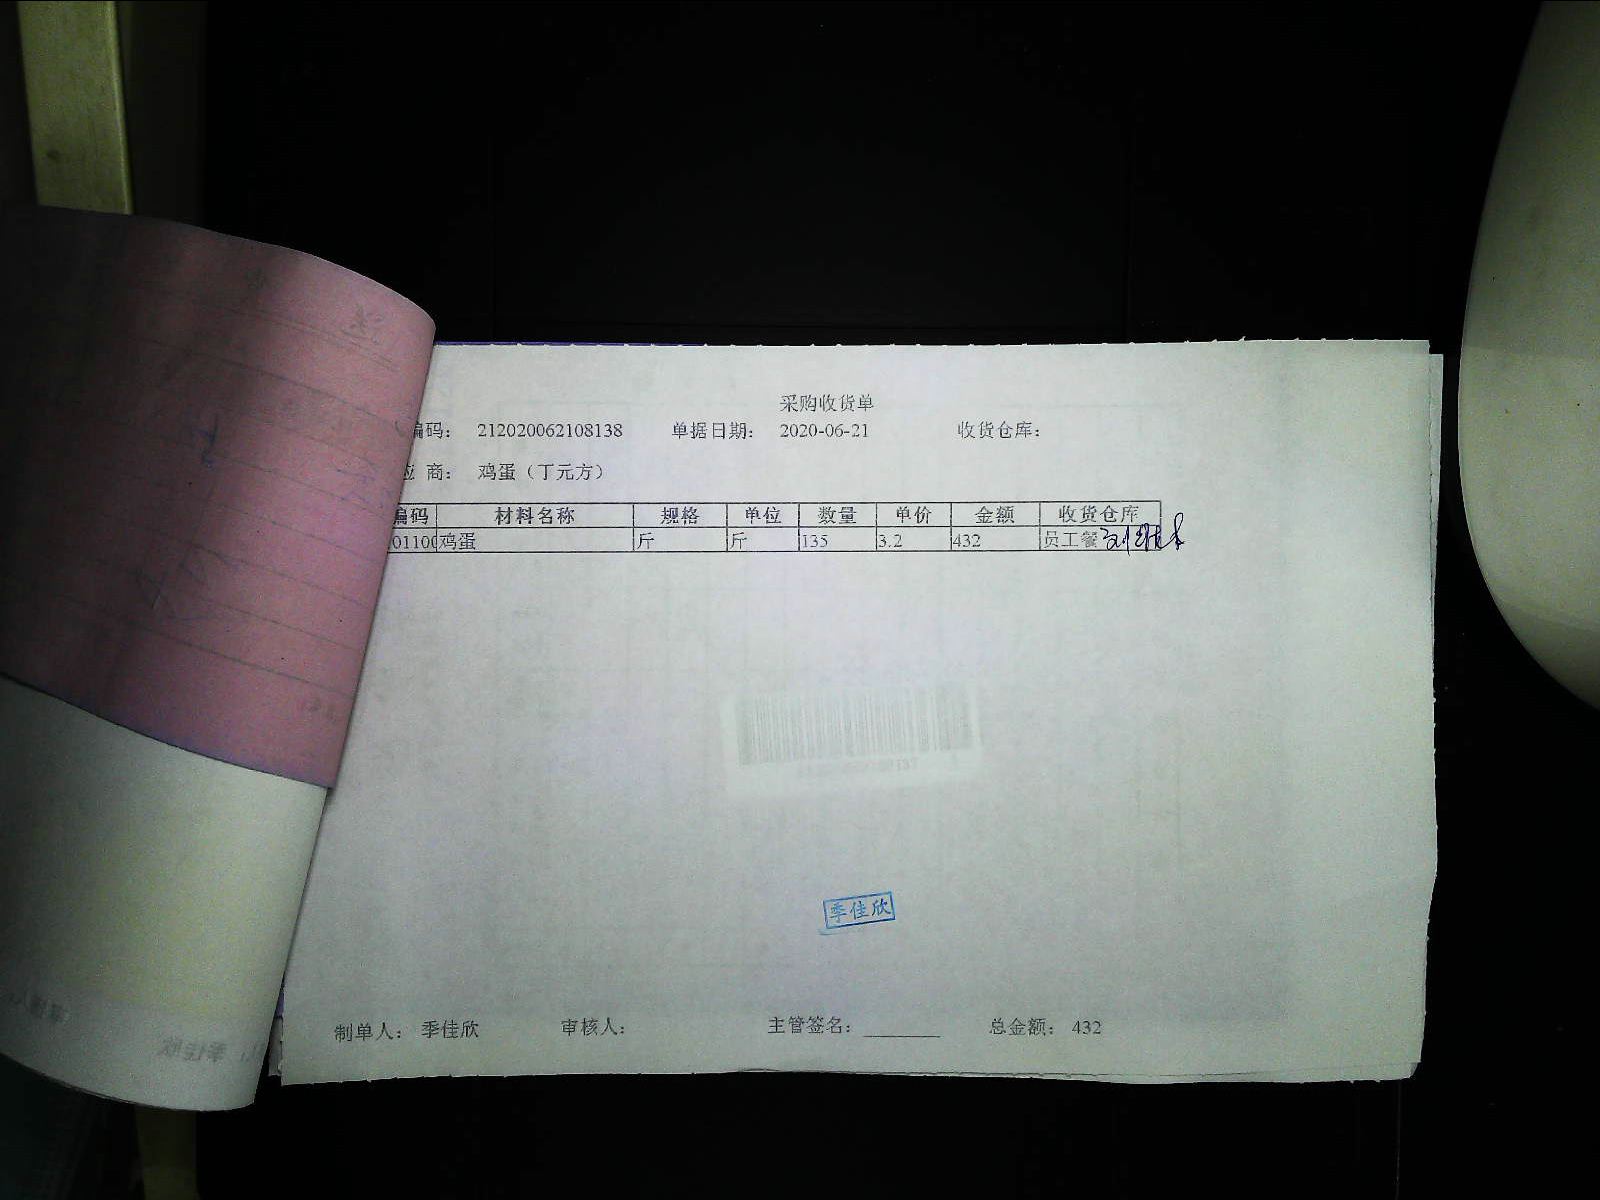 采购收货单
编码： 212020062108138 单据日期： 2020-06-21 收货仓库：
应 商： 鸡蛋（丁元方）
编码 材料名称 规格 单位 数量 单价 金额 收货仓库
01100 鸡蛋 斤 斤 135 3.2 432 员工餐
季佳欣
制单人： 季佳欣 审核人： 主管签名： 总金额： 432